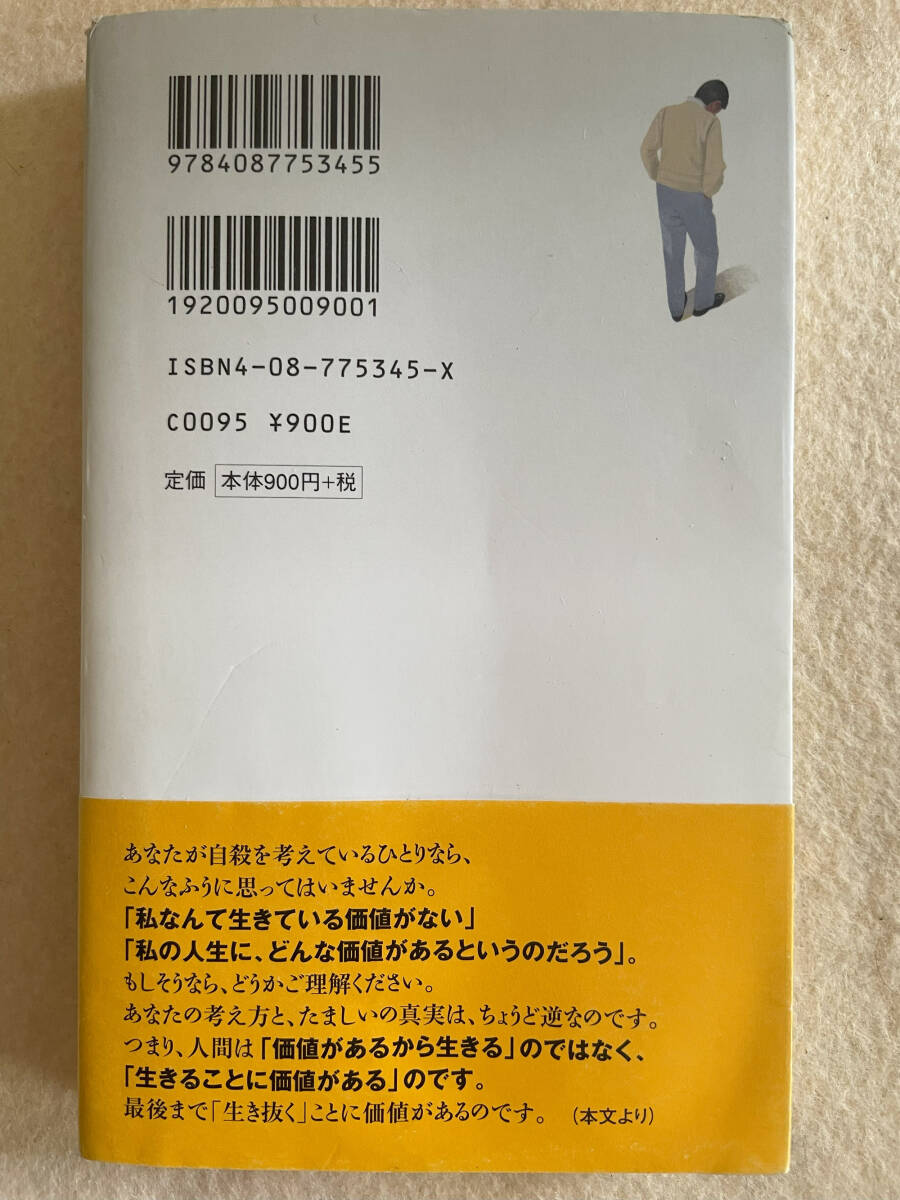 9784087753455
1920095009001
ISBN4-08-775345-X
C0095 ¥900E
定価 本体900円+税
あなたが自殺を考えているひとりなら、
こんなふうに思ってはいませんか。
「私なんて生きている価値がない」
「私の人生に、どんな価値があるというのだろう」。
もしそうなら、どうかご理解ください。
あなたの考え方と、たましいの真実は、ちょうど逆なのです。
つまり、人間は「価値があるから生きる」のではなく、
「生きることに価値がある」のです。
最後まで「生き抜く」ことに価値があるのです。 (本文より)